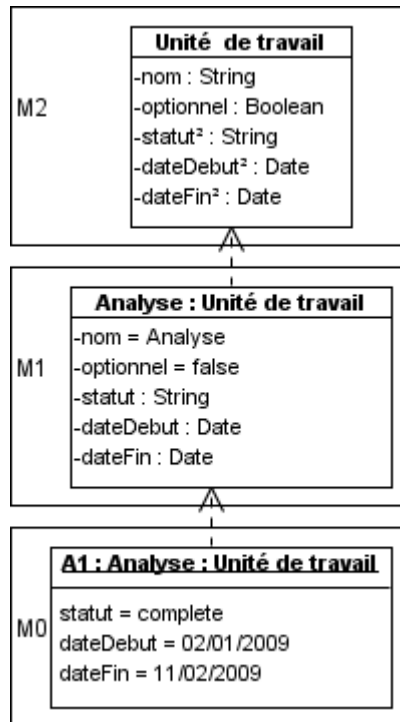 Unité de travail
M2
-nom : String
-optionnel : Boolean
-statut² : String
-dateDebut² : Date
-dateFin² : Date
Analyse : Unité de travail
M1
-nom = Analyse
-optionnel = false
-statut : String
-dateDebut : Date
-dateFin : Date
A1 : Analyse : Unité de travail
M0
statut = complete
dateDebut = 02/01/2009
dateFin = 11/02/2009